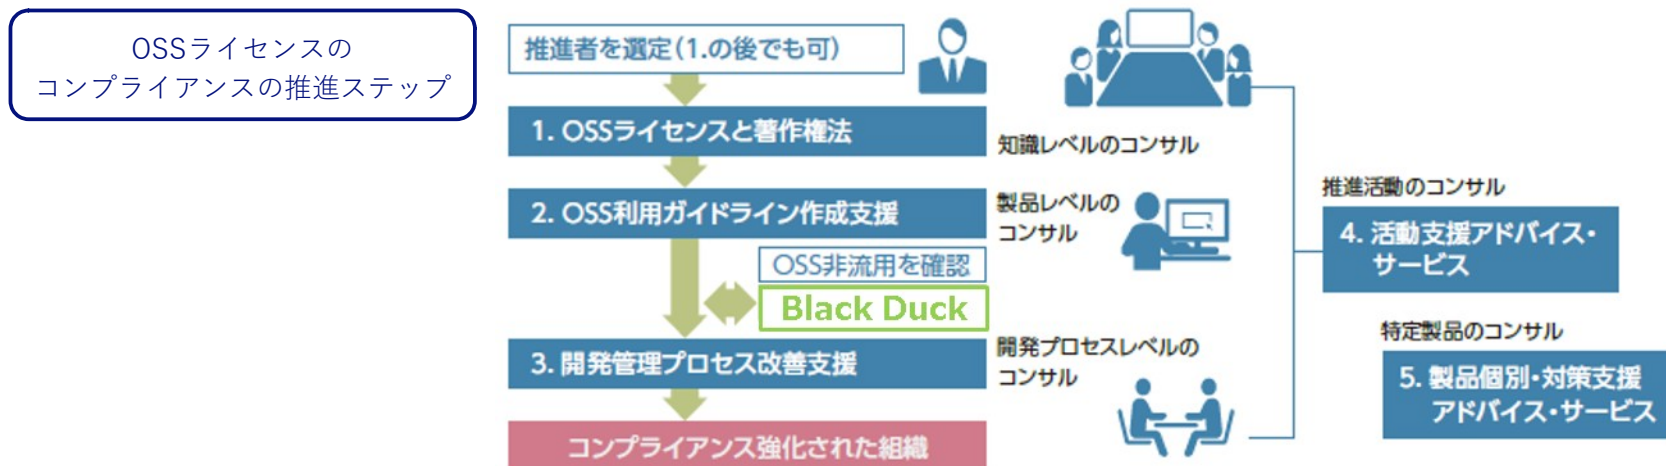 OSSライセンスの
コンプライアンスの推進ステップ
推進者を選定(1.の後でも可)
1. OSSライセンスと著作権法
知識レベルのコンサル
2. OSS利用ガイドライン作成支援
製品レベルの
コンサル
OSS非流用を確認
Black Duck
3. 開発管理プロセス改善支援
開発プロセスレベルの
コンサル
コンプライアンス強化された組織
推進活動のコンサル
4. 活動支援アドバイス・
サービス
特定製品のコンサル
5. 製品個別・対策支援
アドバイス・サービス